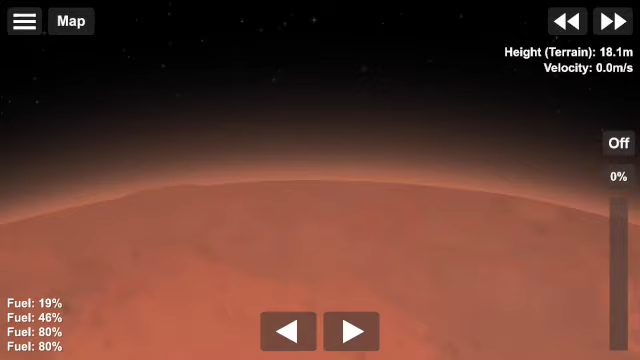 Map
Height (Terrain): 18.1m
Velocity: 0.0m/s
Off
0%
Fuel: 19%
Fuel: 46%
Fuel: 80%
Fuel: 80%